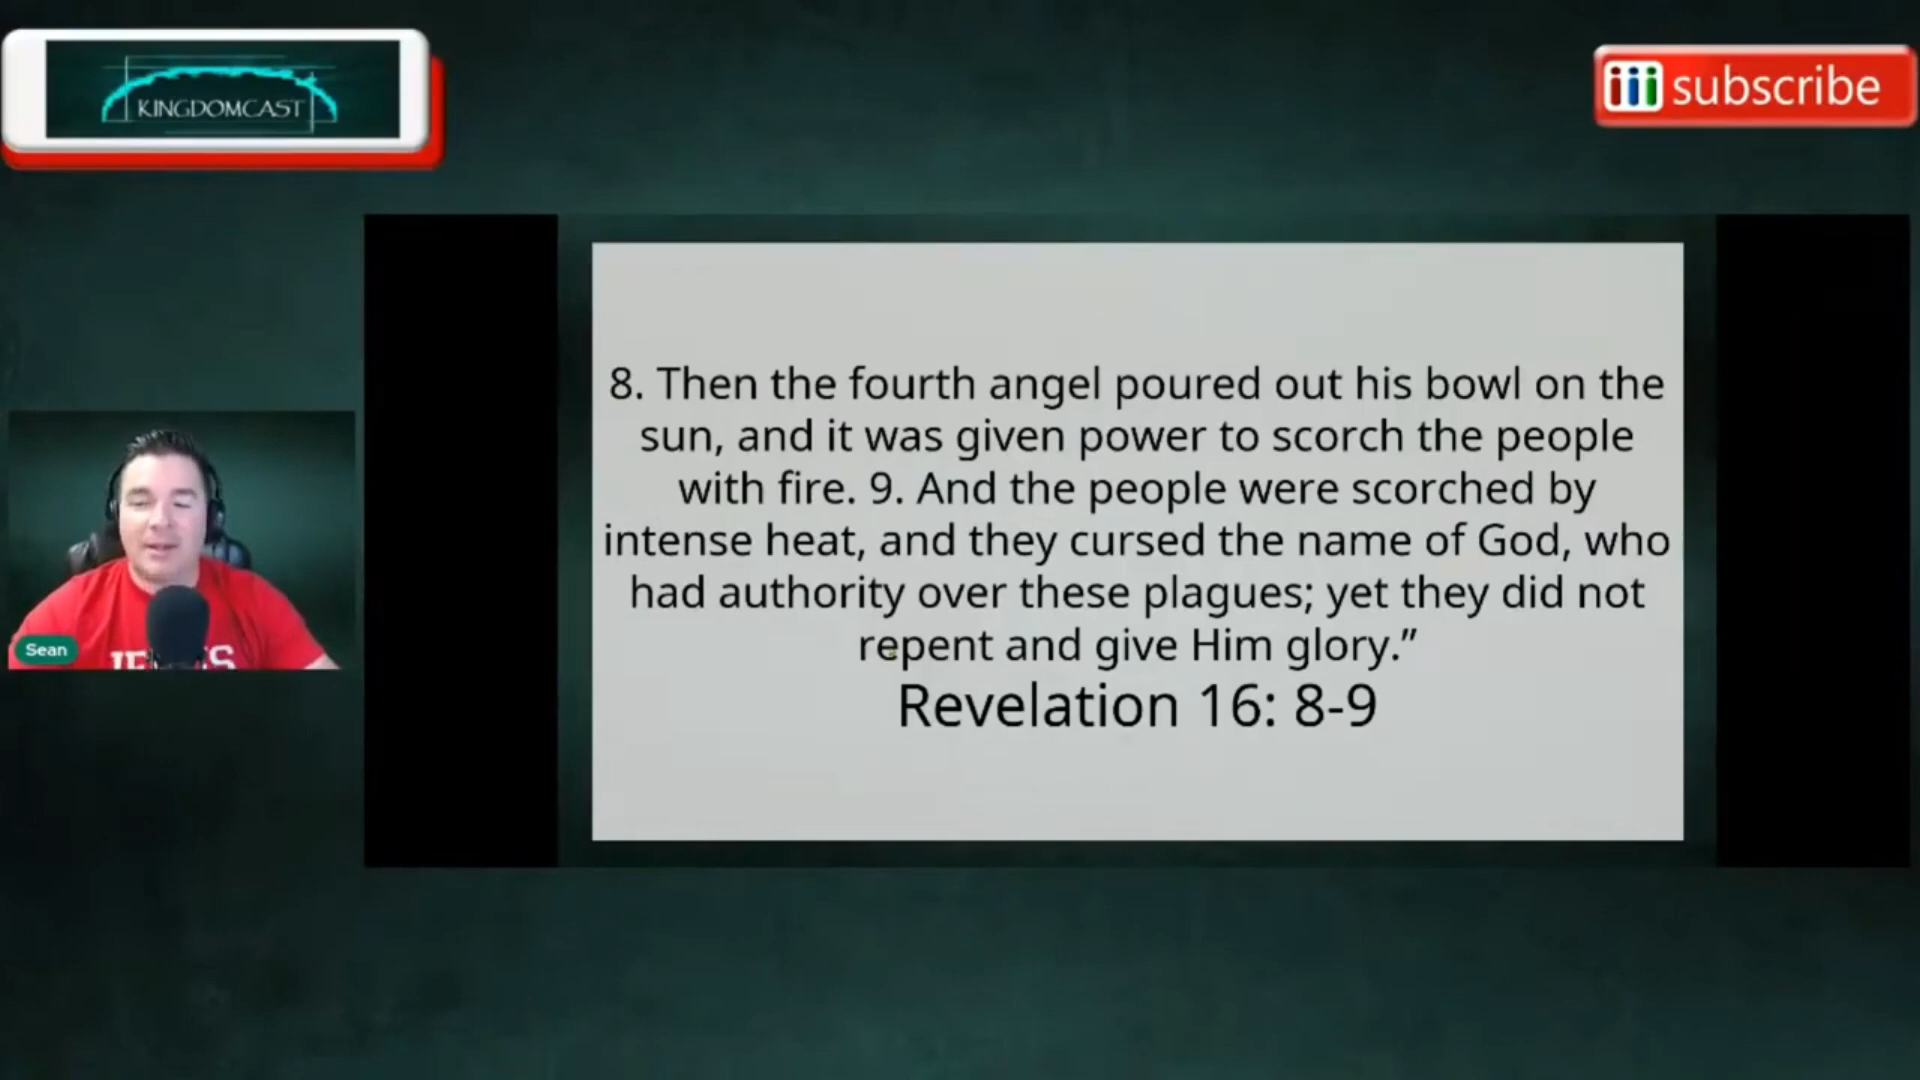 KINGDOMCAST
subscribe
8. Then the fourth angel poured out his bowl on the
sun, and it was given power to scorch the people
with fire. 9. And the people were scorched by
intense heat, and they cursed the name of God, who
had authority over these plagues; yet they did not
repent and give Him glory.”
Revelation 16: 8-9
Sean